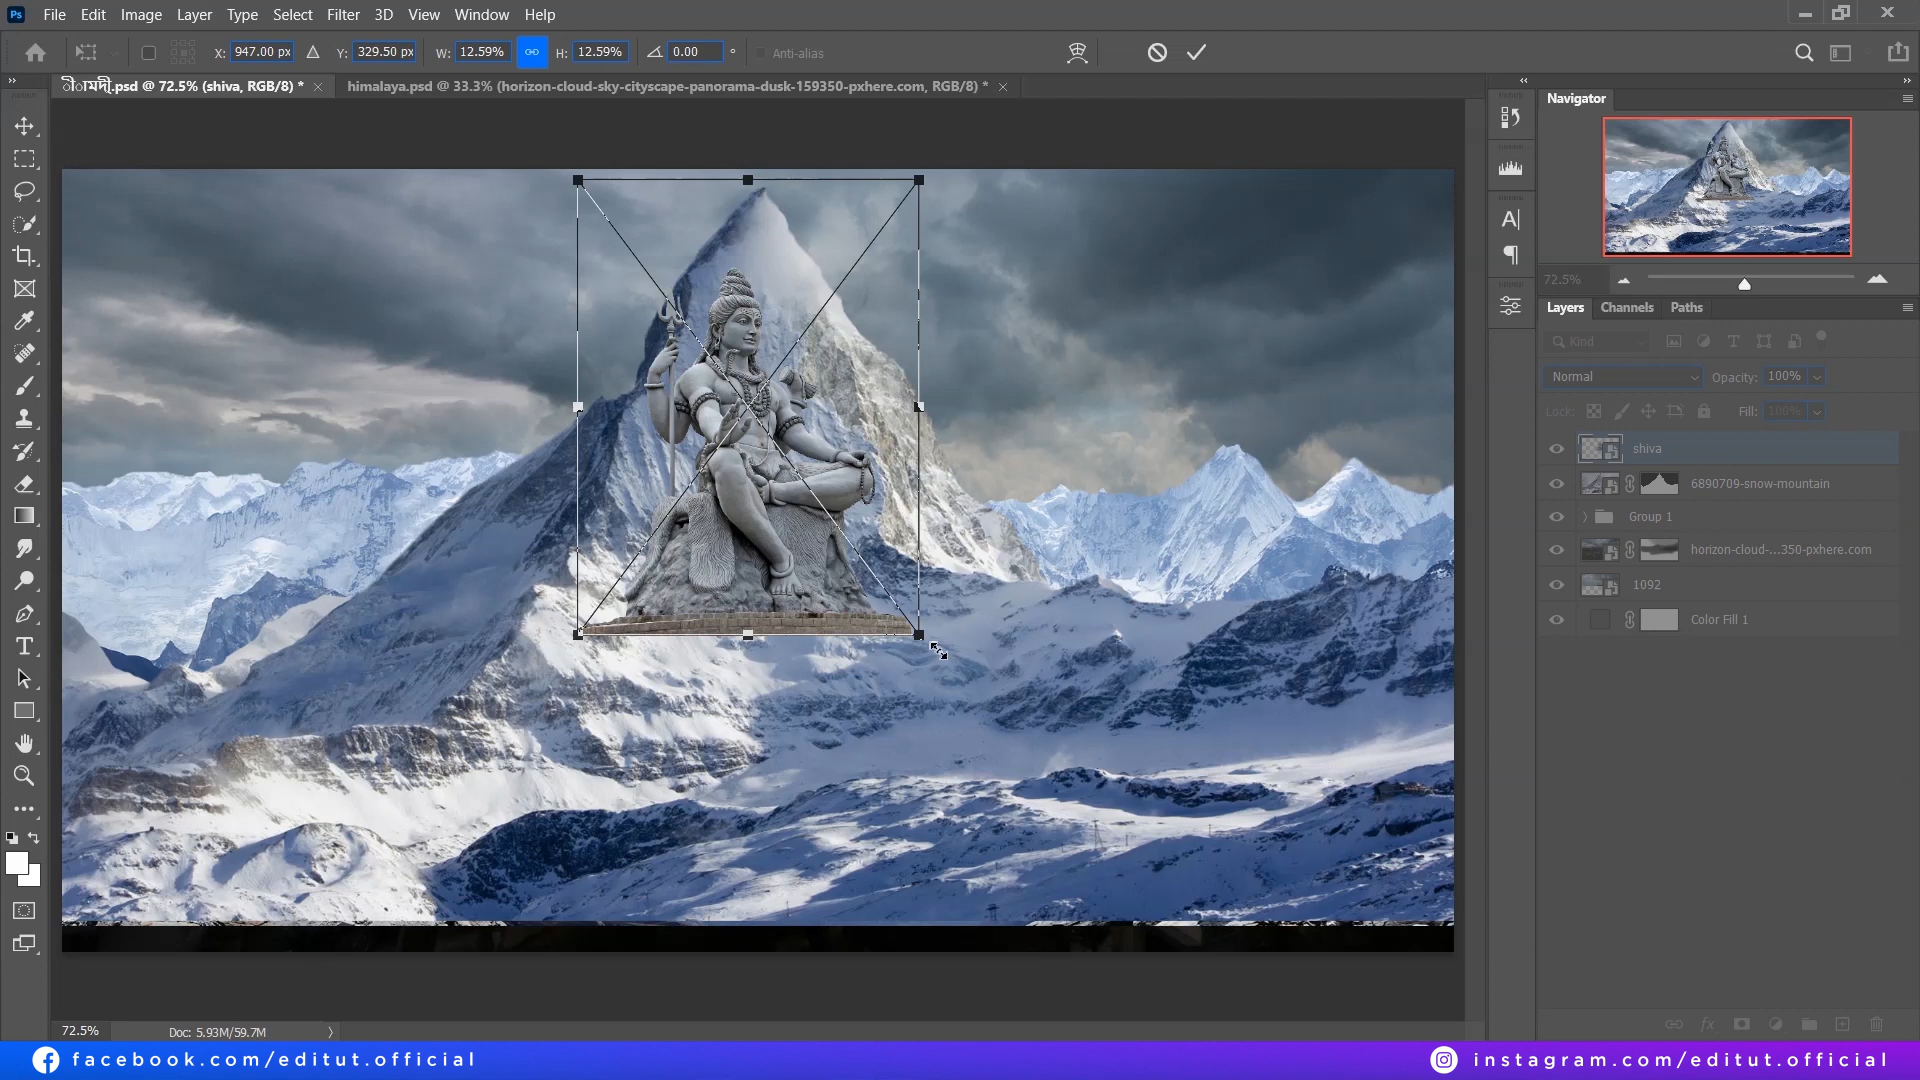 Ps File Edit Image Layer Type Select Filter 3D View Window Help
X: 947.00 px Y: 329.50 px W: 12.59% H: 12.59% 0.00 ° Anti-alias
.psd @ 72.5% (shiva, RGB/8) * himalaya.psd @ 33.3% (horizon-cloud-sky-cityscape-panorama-dusk-159350-pxhere.com, RGB/8) *
Navigator
72.5%
Layers Channels Paths
Kind
Normal Opacity: 100%
Lock: Fill: 100%
shiva
6890709-snow-mountain
Group 1
horizon-cloud-...350-pxhere.com
1092
Color Fill 1
72.5% Doc: 5.93M/59.7M
facebook.com/editut.official instagram.com/editut.official